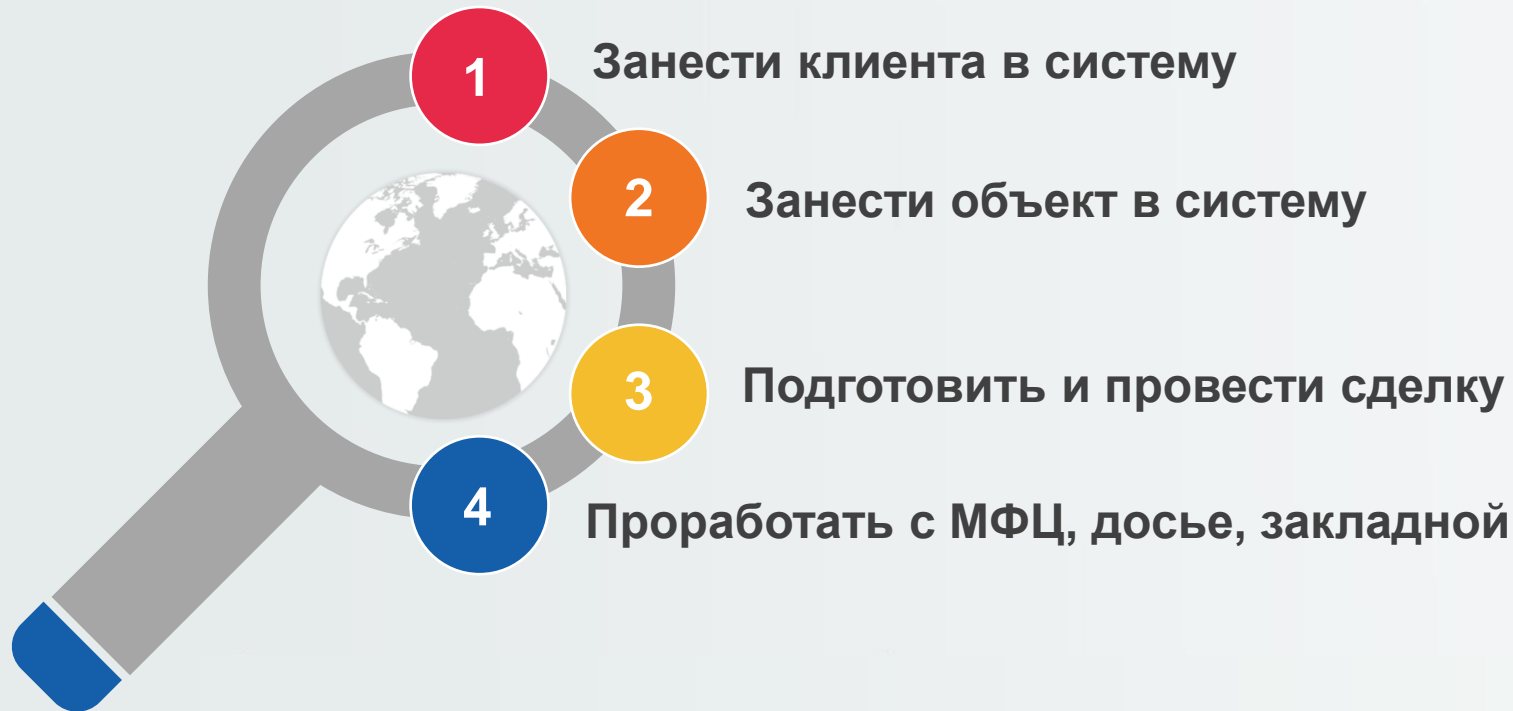 1
Занести клиента в систему
2
Занести объект в систему
3
Подготовить и провести сделку
4
Проработать с МФЦ, досье, закладной